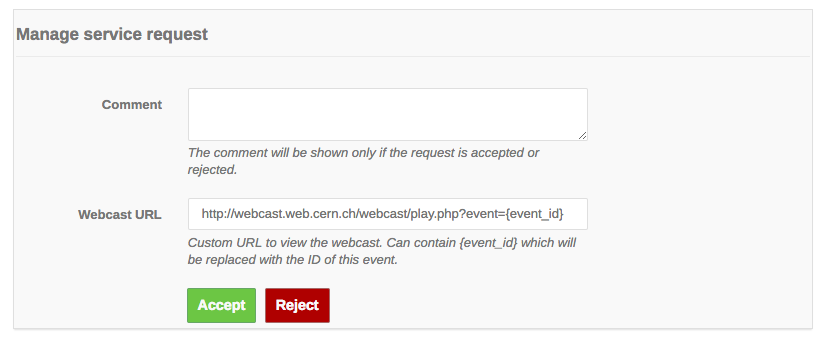 Manage service request
Comment
The comment will be shown only if the request is accepted or
rejected.
Webcast URL
http://webcast.web.cern.ch/webcast/play.php?event={event_id}
Custom URL to view the webcast. Can contain {event_id} which will
be replaced with the ID of this event.
Accept Reject